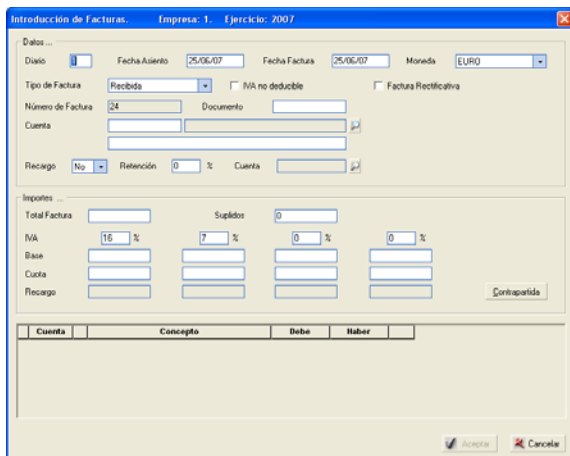 Introducción de Facturas. Empresa: 1. Ejercicio: 2007
Datos ...
Diario Fecha Asiento 25/06/07 Fecha Factura 25/06/07 Moneda EURO
Tipo de Factura Recibida IVA no deducible Factura Rectificativa
Número de Factura 24 Documento
Cuenta
Recargo No Retención 0 % Cuenta
Importes ...
Total Factura Suplidos 0
IVA 16 % 7 % 0 % 0 %
Base
Cuota
Recargo Contrapartida
Cuenta Concepto Debe Haber
Aceptar Cancelar